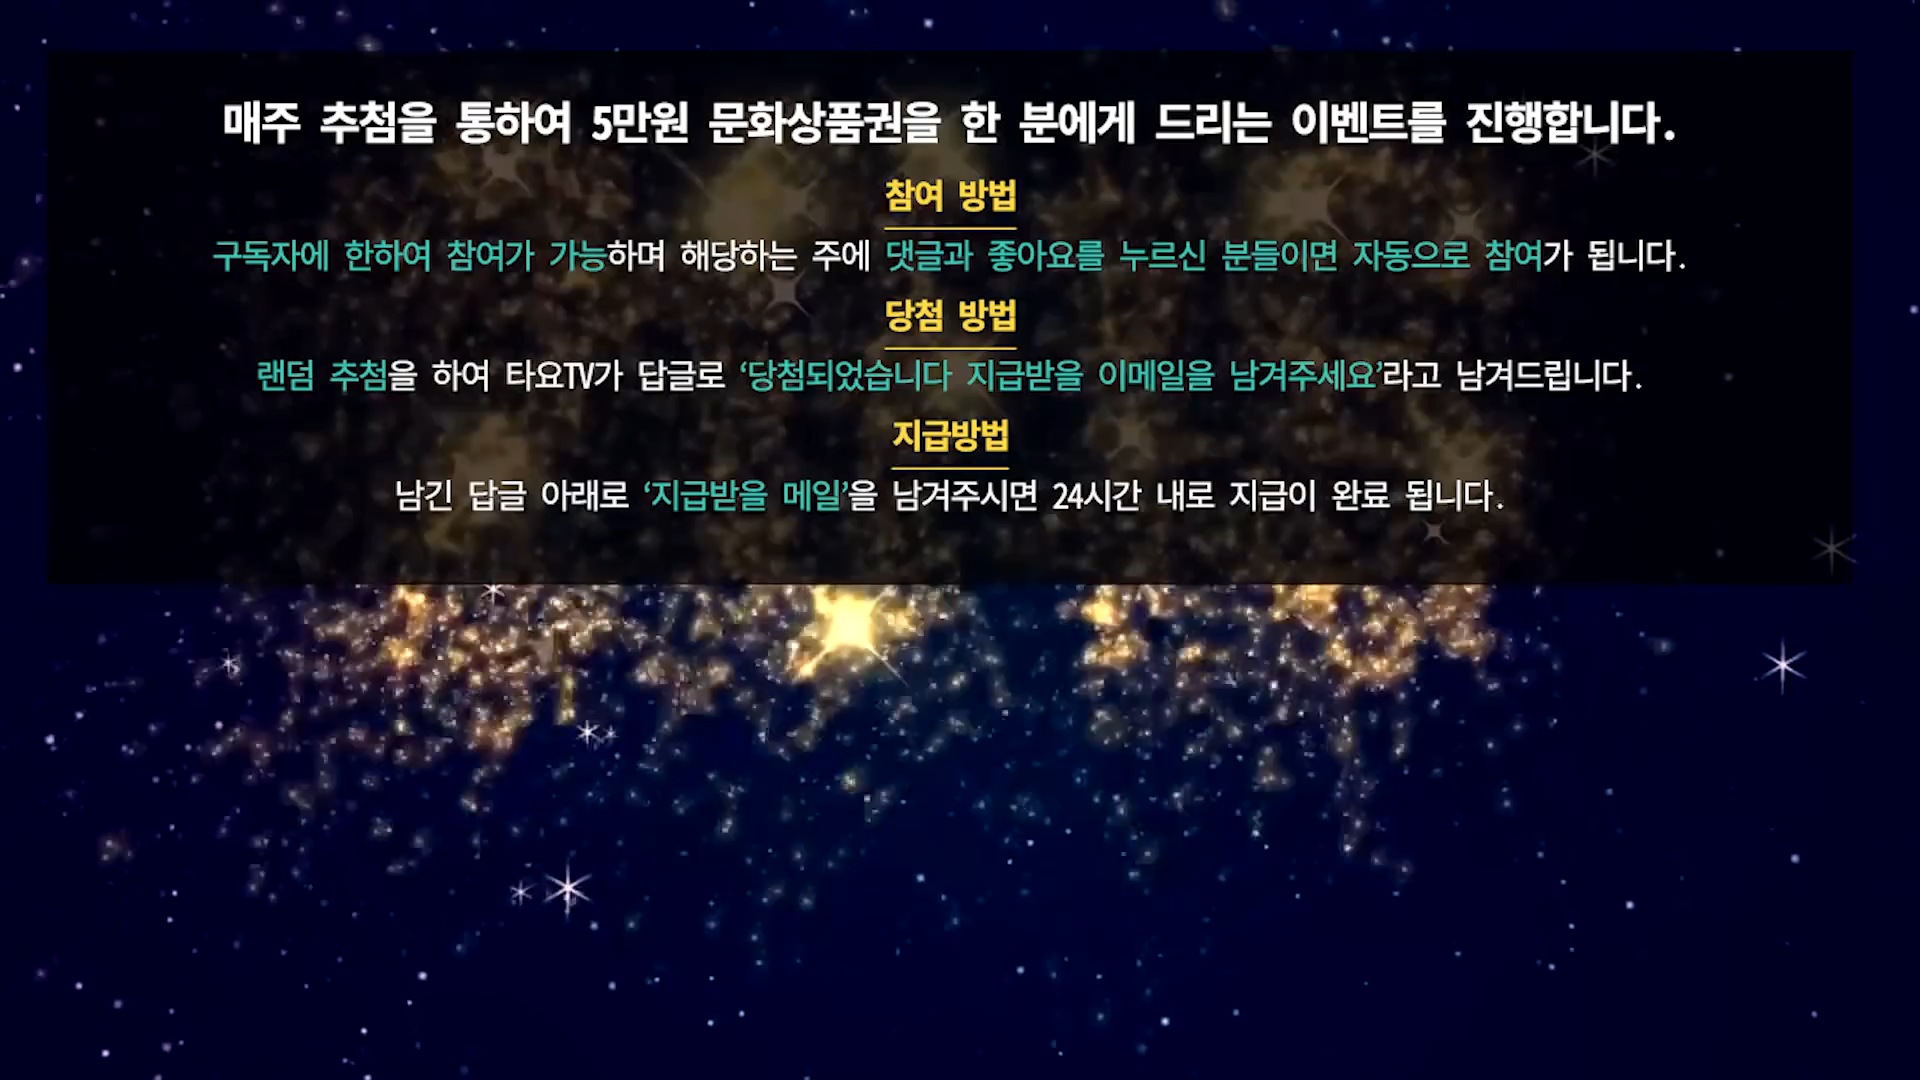 매주 추첨을 통하여 5만원 문화상품권을 한 분에게 드리는 이벤트를 진행합니다.
참여 방법
구독자에 한하여 참여가 가능하며 해당하는 주에 댓글과 좋아요를 누르신 분들이면 자동으로 참여가 됩니다.
당첨 방법
랜덤 추첨을 하여 타요TV가 답글로 ‘당첨되었습니다 지급받을 이메일을 남겨주세요’라고 남겨드립니다.
지급방법
남긴 답글 아래로 ‘지급받을 메일’을 남겨주시면 24시간 내로 지급이 완료 됩니다.